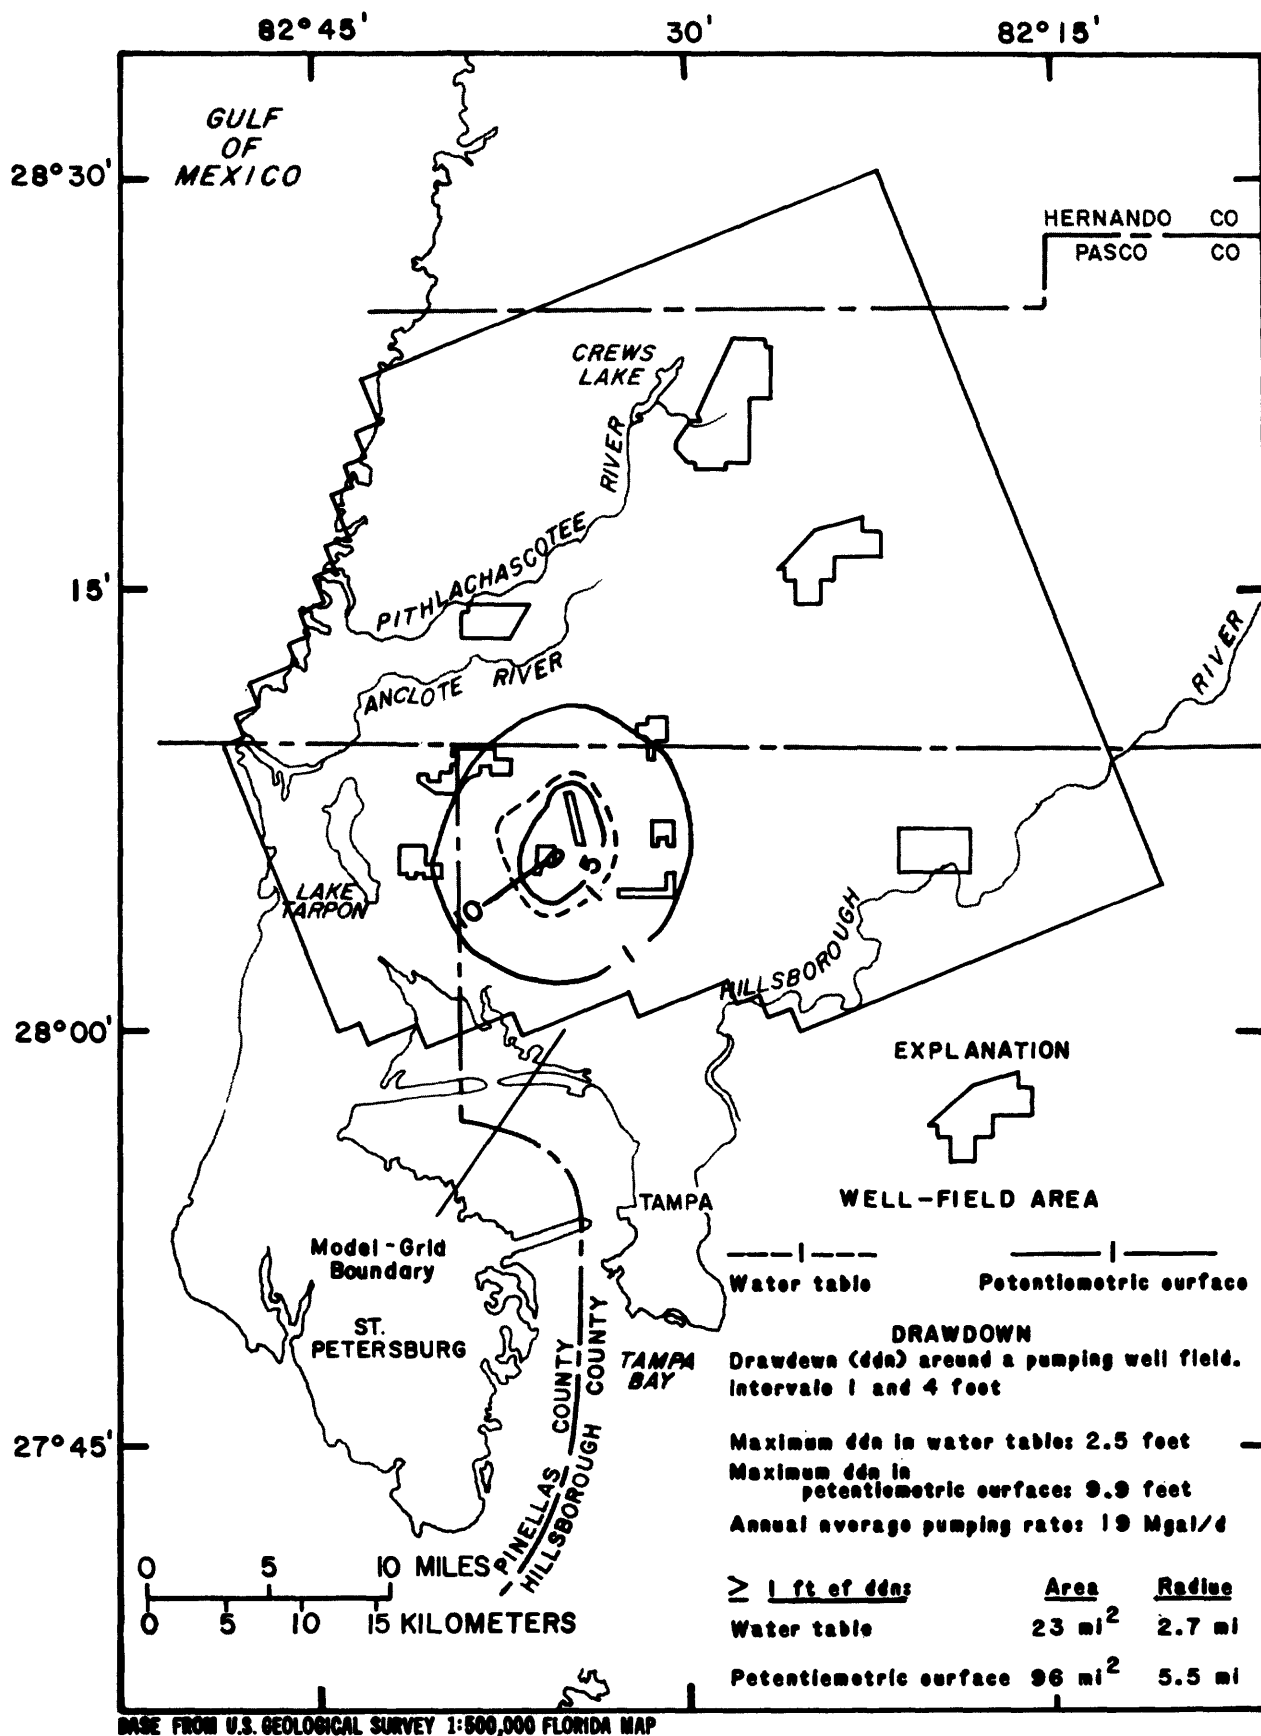 82°45' 30' 82°15'
GULF
OF
MEXICO
28°30'
HERNANDO CO
PASCO CO
CREWS
LAKE
PITHLACHASCOTEE RIVER
15'
ANCLOTE RIVER
RIVER
LAKE
TARPON
5
10
1
1
HILLSBOROUGH
28°00'
EXPLANATION
WELL-FIELD AREA
TAMPA
1 1
Water table Potentiometric surface
Model-Grid
Boundary
ST.
PETERSBURG
PINELLAS COUNTY
HILLSBOROUGH COUNTY
TAMPA
BAY
DRAWDOWN
Drawdown (ddn) around a pumping well field.
Intervals 1 and 4 feet
27°45'
Maximum ddn in water table: 2.5 feet
Maximum ddn in
potentiometric surface: 9.9 feet
Annual average pumping rate: 19 Mgal/d
0 5 10 MILES
0 5 10 15 KILOMETERS
≥ 1 ft of ddn: Area Radius
Water table 23 mi² 2.7 mi
Potentiometric surface 96 mi² 5.5 mi
BASE FROM U.S. GEOLOGICAL SURVEY 1:500,000 FLORIDA MAP